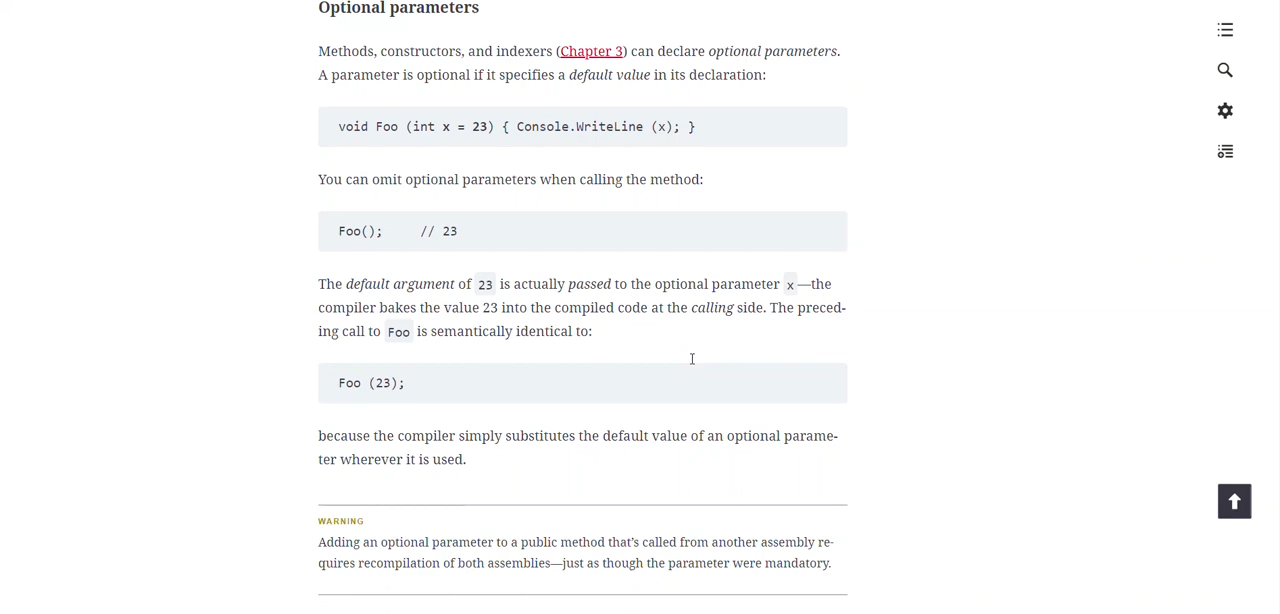 Optional parameters
Methods, constructors, and indexers (Chapter 3) can declare optional parameters.
A parameter is optional if it specifies a default value in its declaration:
void Foo (int x = 23) { Console.WriteLine (x); }
You can omit optional parameters when calling the method:
Foo();     // 23
The default argument of 23 is actually passed to the optional parameter x—the
compiler bakes the value 23 into the compiled code at the calling side. The preced-
ing call to Foo is semantically identical to:
Foo (23);
because the compiler simply substitutes the default value of an optional parame-
ter wherever it is used.
WARNING
Adding an optional parameter to a public method that’s called from another assembly re-
quires recompilation of both assemblies—just as though the parameter were mandatory.